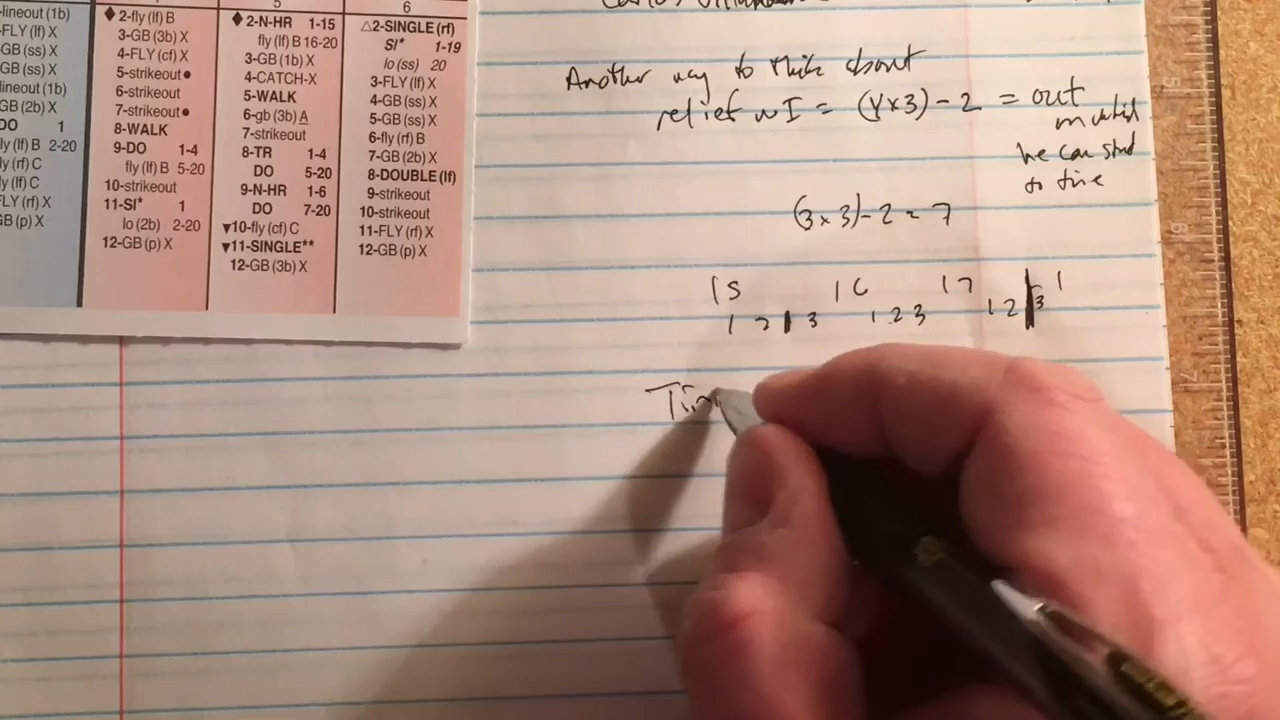 lineout (1b)
-FLY (lf) X
-GB (ss) X
GB (ss) X
lineout (1b)
GB (2b) X
DO 1
ly (lf) B 2-20
ly (rf) C
y (lf) C
FLY (rf) X
GB (p) X
♦ 2-fly (lf) B
3-GB (3b) X
4-FLY (cf) X
5-strikeout ●
6-strikeout
7-strikeout ●
8-WALK
9-DO 1-4
fly (lf) B 5-20
10-strikeout
11-SI* 1
lo (2b) 2-20
12-GB (p) X
5
♦ 2-N-HR 1-15
fly (lf) B 16-20
3-GB (1b) X
4-CATCH-X
5-WALK
6-gb (3b) A
7-strikeout
8-TR 1-4
DO 5-20
9-N-HR 1-6
DO 7-20
▼10-fly (cf) C
▼11-SINGLE**
12-GB (3b) X
6
△2-SINGLE (rf)
SI* 1-19
lo (ss) 20
3-FLY (lf) X
4-GB (ss) X
5-GB (ss) X
6-fly (rf) B
7-GB (2b) X
8-DOUBLE (lf)
9-strikeout
10-strikeout
11-FLY (rf) X
12-GB (p) X
Carlos
Another way to think about
relief = (Y×3) - 2 = out
in which
he can start
to tire
(3×3) - 2 = 7
15 16 17
1 2 3 1 2 3 1 2 3